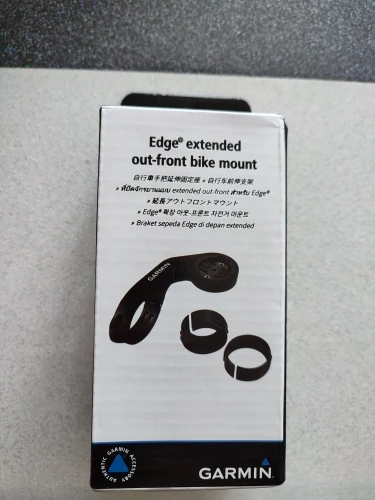 Edge® extended
out-front bike mount
自行車手把延伸固定座 » 自行车前伸支架
» ที่ยึดจักรยานแบบ extended out-front สำหรับ Edge®
» 延長アウトフロントマウント
» Edge® 확장 아웃-프론트 자전거 마운트
» Braket sepeda Edge di depan extended
GARMIN
AUTHENTIC GARMIN ACCESSORY
GARMIN